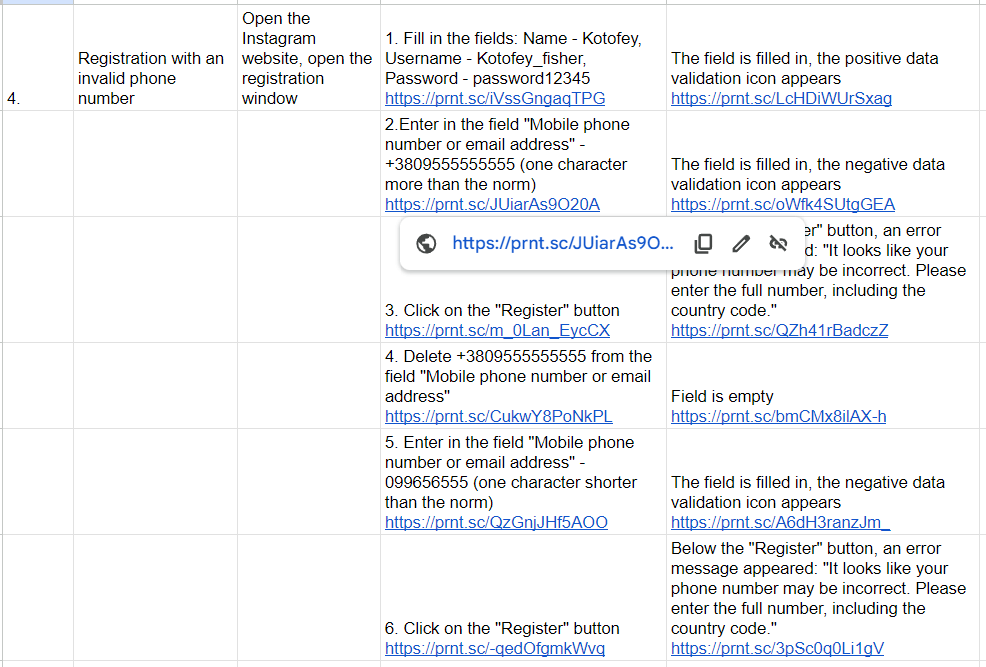 4.
Registration with an
invalid phone
number
Open the
Instagram
website, open the
registration
window
1. Fill in the fields: Name - Kotofey,
Username - Kotofey_fisher,
Password - password12345
https://prnt.sc/iVssGngaqTPG
The field is filled in, the positive data
validation icon appears
https://prnt.sc/LcHDiWUrSxag
2.Enter in the field "Mobile phone
number or email address" -
+3809555555555 (one character
more than the norm)
https://prnt.sc/JUiarAs9O20A
The field is filled in, the negative data
validation icon appears
https://prnt.sc/oWfk4SUtgGEA
https://prnt.sc/JUiarAs9O...
3. Click on the "Register" button
https://prnt.sc/m_0Lan_EycCX
button, an error
"It looks like your
phone number may be incorrect. Please
enter the full number, including the
country code."
https://prnt.sc/QZh41rBadczZ
4. Delete +3809555555555 from the
field "Mobile phone number or email
address"
https://prnt.sc/CukwY8PoNkPL
Field is empty
https://prnt.sc/bmCMx8ilAX-h
5. Enter in the field "Mobile phone
number or email address" -
099656555 (one character shorter
than the norm)
https://prnt.sc/QzGnjJHf5AOO
The field is filled in, the negative data
validation icon appears
https://prnt.sc/A6dH3ranzJm_
6. Click on the "Register" button
https://prnt.sc/-qedOfgmkWvq
Below the "Register" button, an error
message appeared: "It looks like your
phone number may be incorrect. Please
enter the full number, including the
country code."
https://prnt.sc/3pSc0q0Li1gV